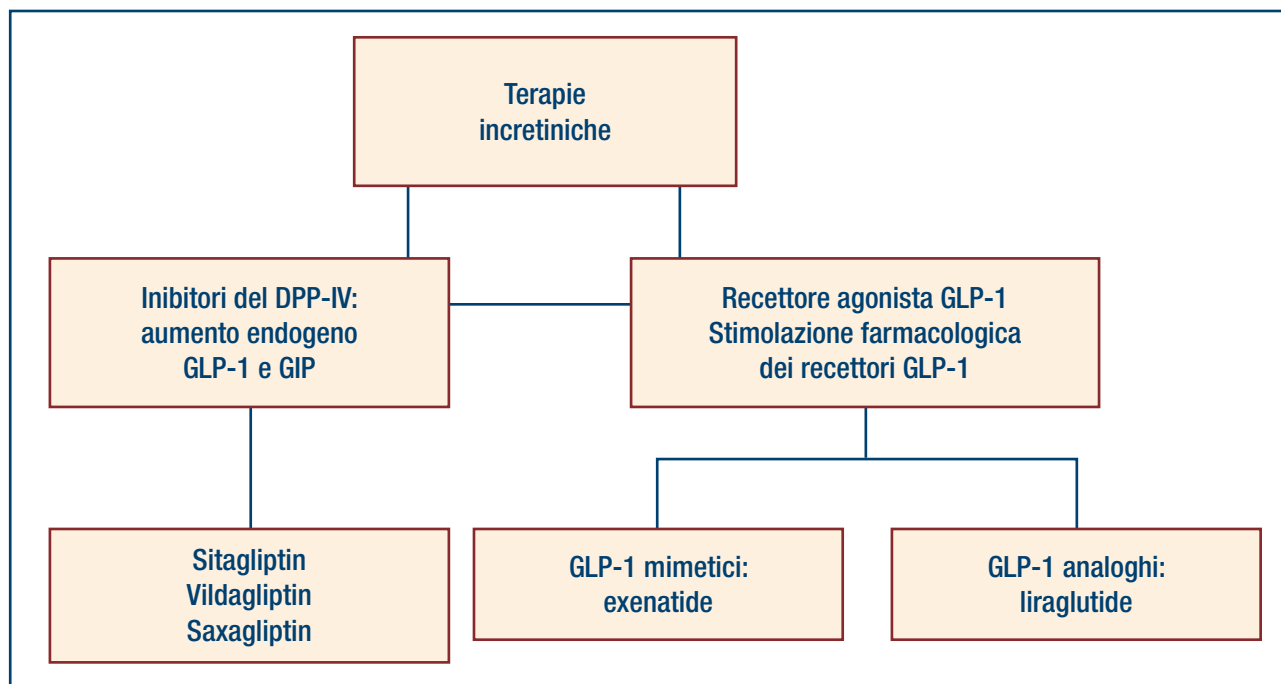 Terapie
incretiniche
Inibitori del DPP-IV:
aumento endogeno
GLP-1 e GIP
Recettore agonista GLP-1
Stimolazione farmacologica
dei recettori GLP-1
Sitagliptin
Vildagliptin
Saxagliptin
GLP-1 mimetici:
exenatide
GLP-1 analoghi:
liraglutide